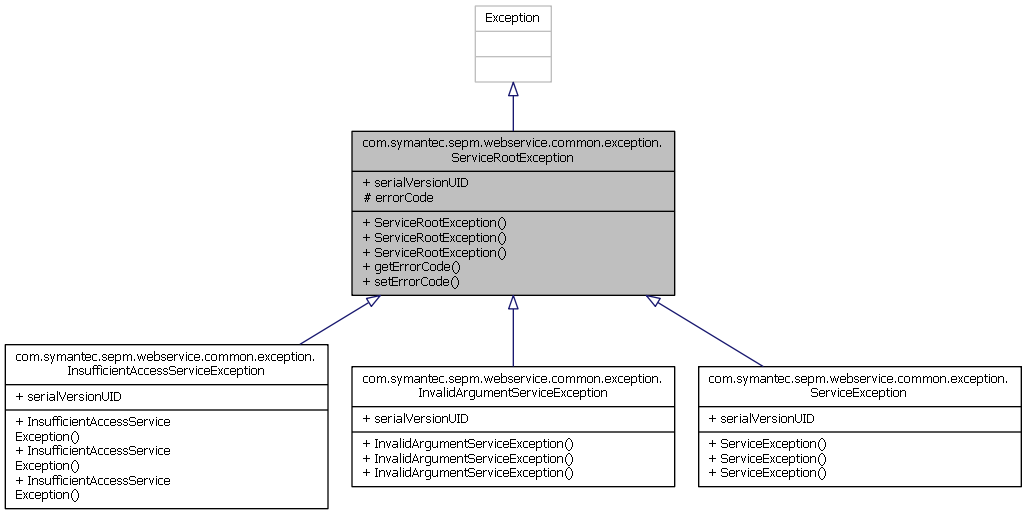 Exception
com.symantec.sepm.webservice.common.exception.
ServiceRootException
+ serialVersionUID
# errorCode
+ ServiceRootException()
+ ServiceRootException()
+ ServiceRootException()
+ getErrorCode()
+ setErrorCode()
com.symantec.sepm.webservice.common.exception.
InsufficientAccessServiceException
+ serialVersionUID
+ InsufficientAccessService
Exception()
+ InsufficientAccessService
Exception()
+ InsufficientAccessService
Exception()
com.symantec.sepm.webservice.common.exception.
InvalidArgumentServiceException
+ serialVersionUID
+ InvalidArgumentServiceException()
+ InvalidArgumentServiceException()
+ InvalidArgumentServiceException()
com.symantec.sepm.webservice.common.exception.
ServiceException
+ serialVersionUID
+ ServiceException()
+ ServiceException()
+ ServiceException()